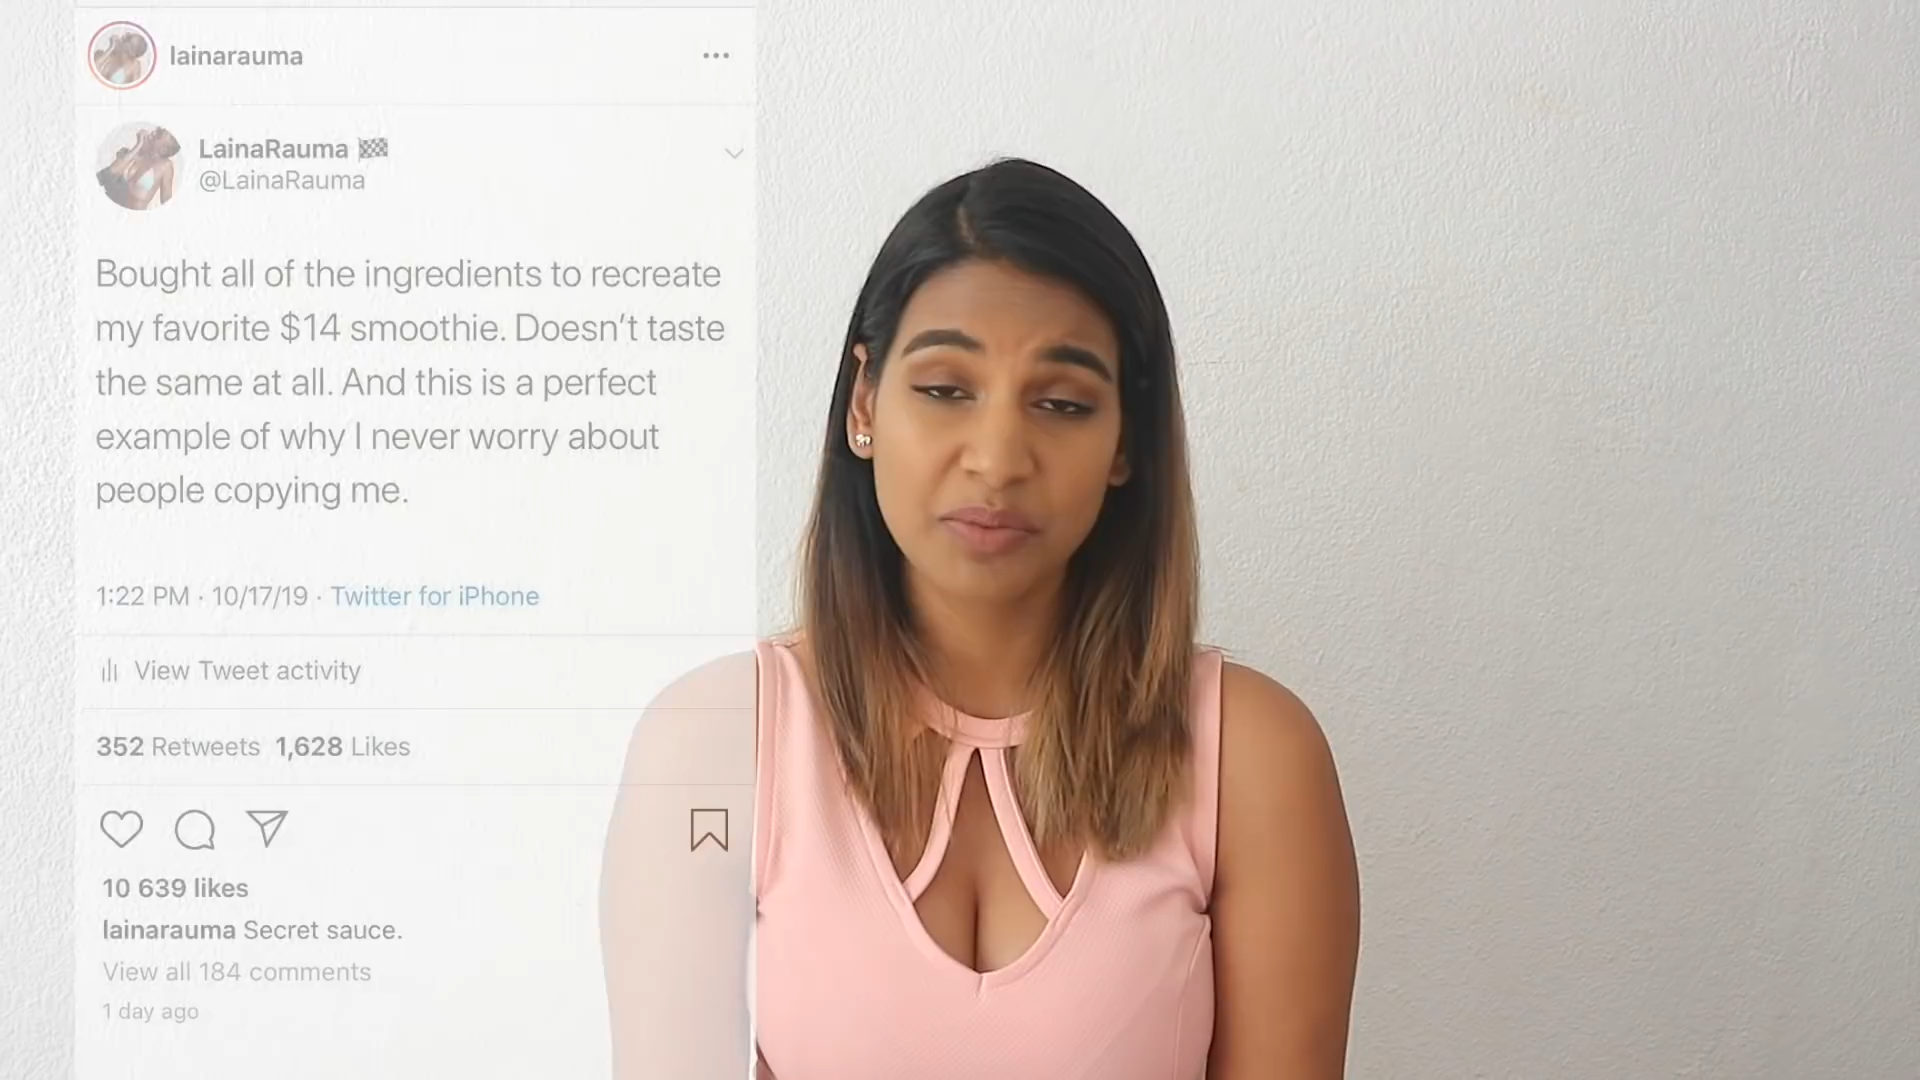 lainarauma
LainaRauma 🏁
@LainaRauma
Bought all of the ingredients to recreate
my favorite $14 smoothie. Doesn't taste
the same at all. And this is a perfect
example of why I never worry about
people copying me.
1:22 PM · 10/17/19 · Twitter for iPhone
View Tweet activity
352 Retweets 1,628 Likes
10 639 likes
lainarauma Secret sauce.
View all 184 comments
1 day ago